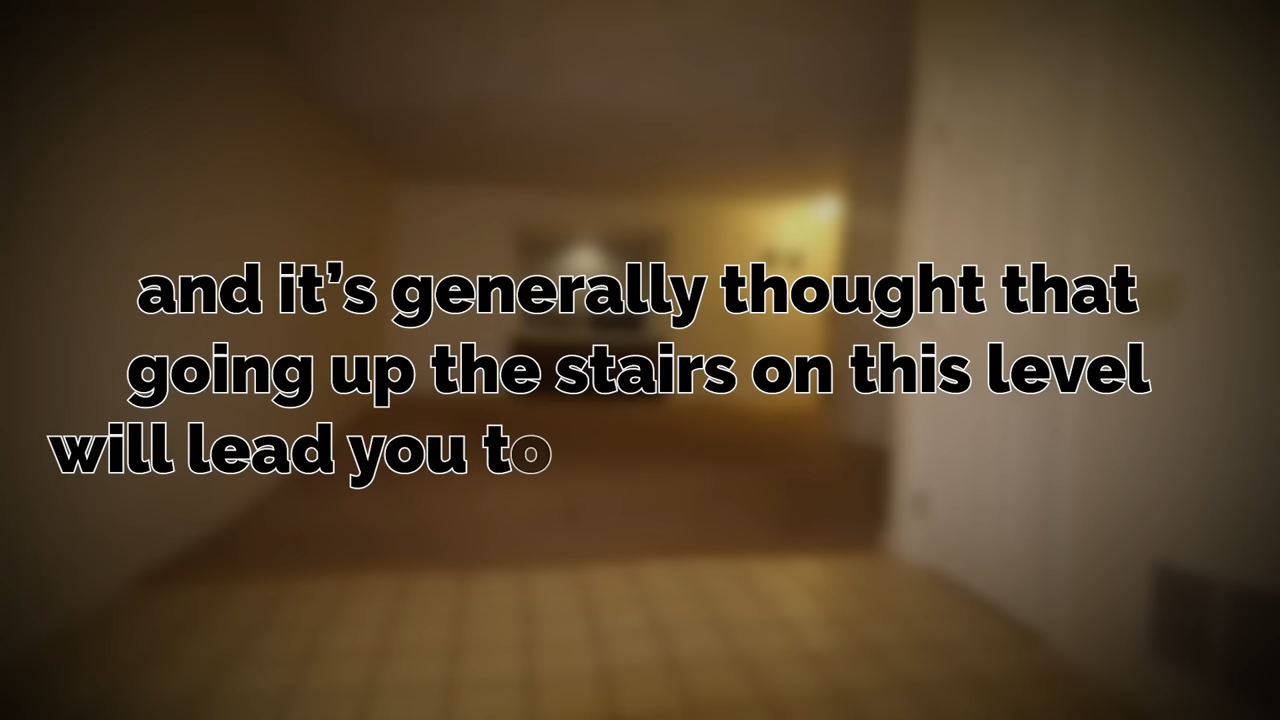 and it’s generally thought that
going up the stairs on this level
will lead you to